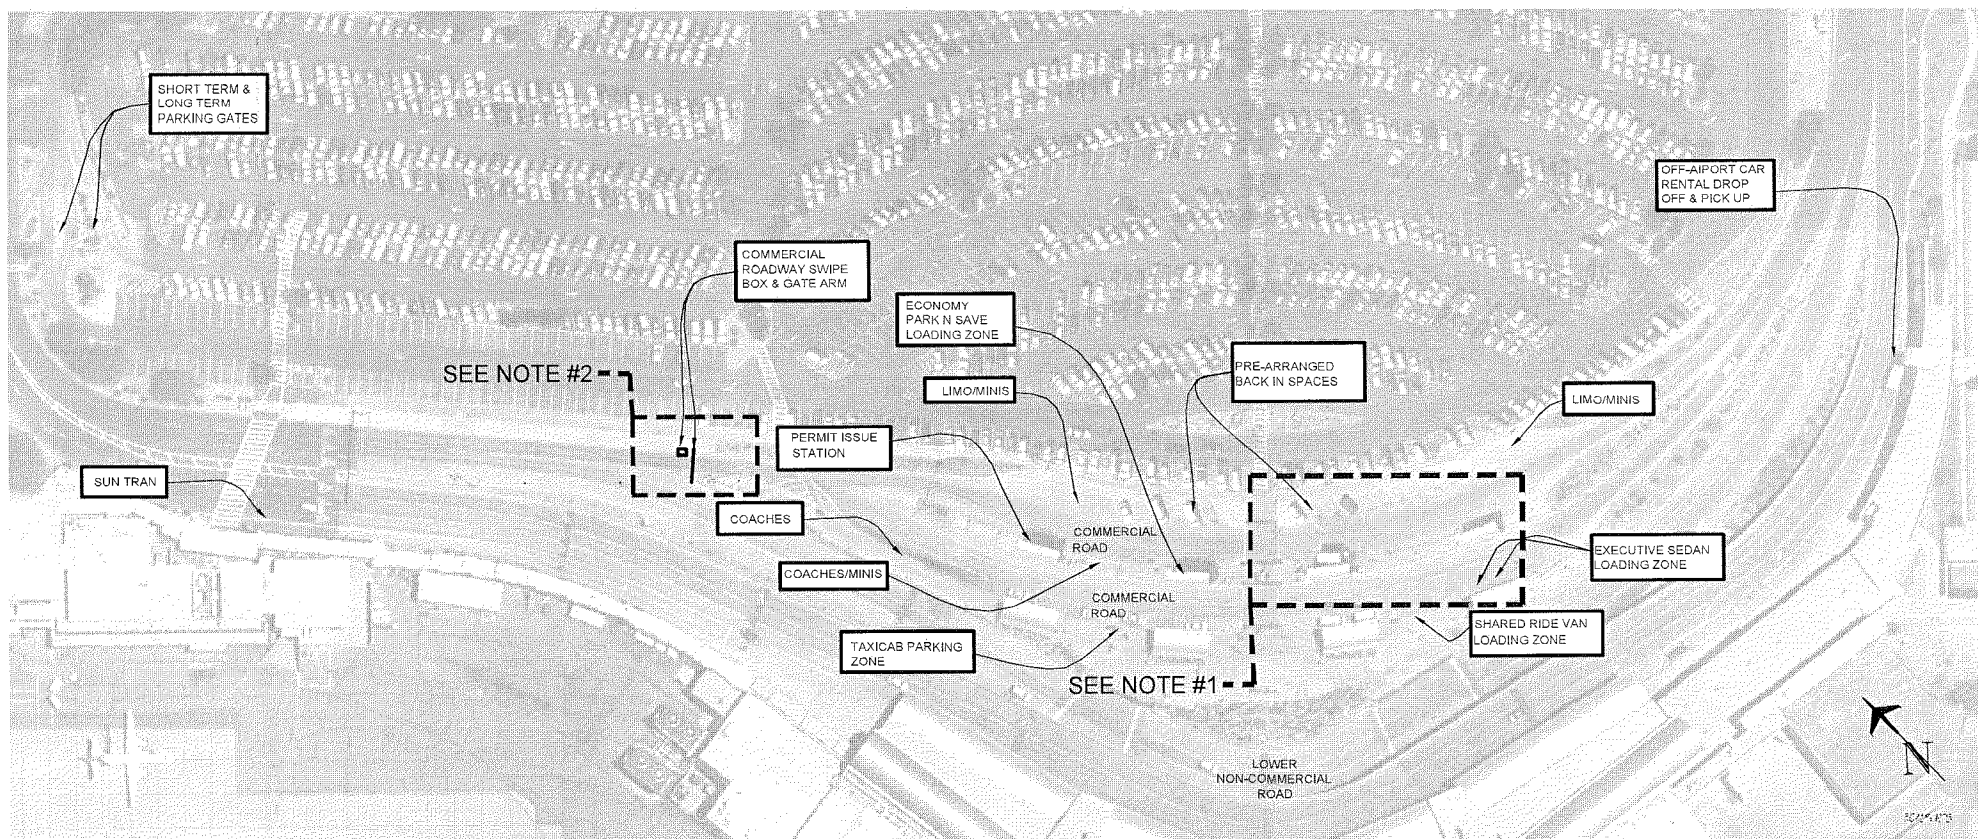 SHORT TERM &
LONG TERM
PARKING GATES
OFF-AIPORT CAR
RENTAL DROP
OFF & PICK UP
COMMERCIAL
ROADWAY SWIPE
BOX & GATE ARM
ECONOMY
PARK N SAVE
LOADING ZONE
SEE NOTE #2
LIMO/MINIS
PRE-ARRANGED
BACK IN SPACES
LIMO/MINIS
PERMIT ISSUE
STATION
SUN TRAN
COACHES
COMMERCIAL
ROAD
EXECUTIVE SEDAN
LOADING ZONE
COACHES/MINIS
COMMERCIAL
ROAD
SHARED RIDE VAN
LOADING ZONE
TAXICAB PARKING
ZONE
SEE NOTE #1
N
LOWER
NON-COMMERCIAL
ROAD